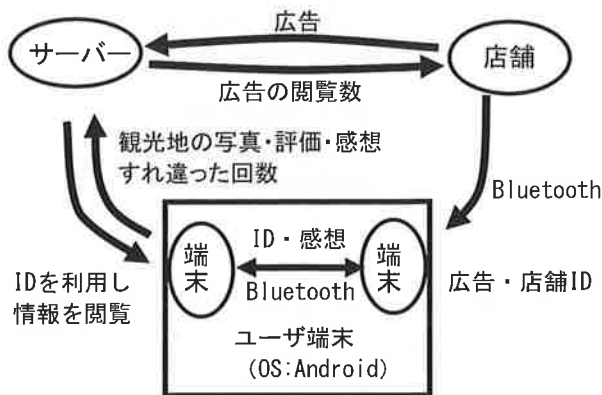 広告
サーバー
店舗
広告の閲覧数
観光地の写真・評価・感想
すれ違った回数
Bluetooth
端末
ID・感想
Bluetooth
端末
IDを利用し
情報を閲覧
広告・店舗ID
ユーザ端末
(OS:Android)